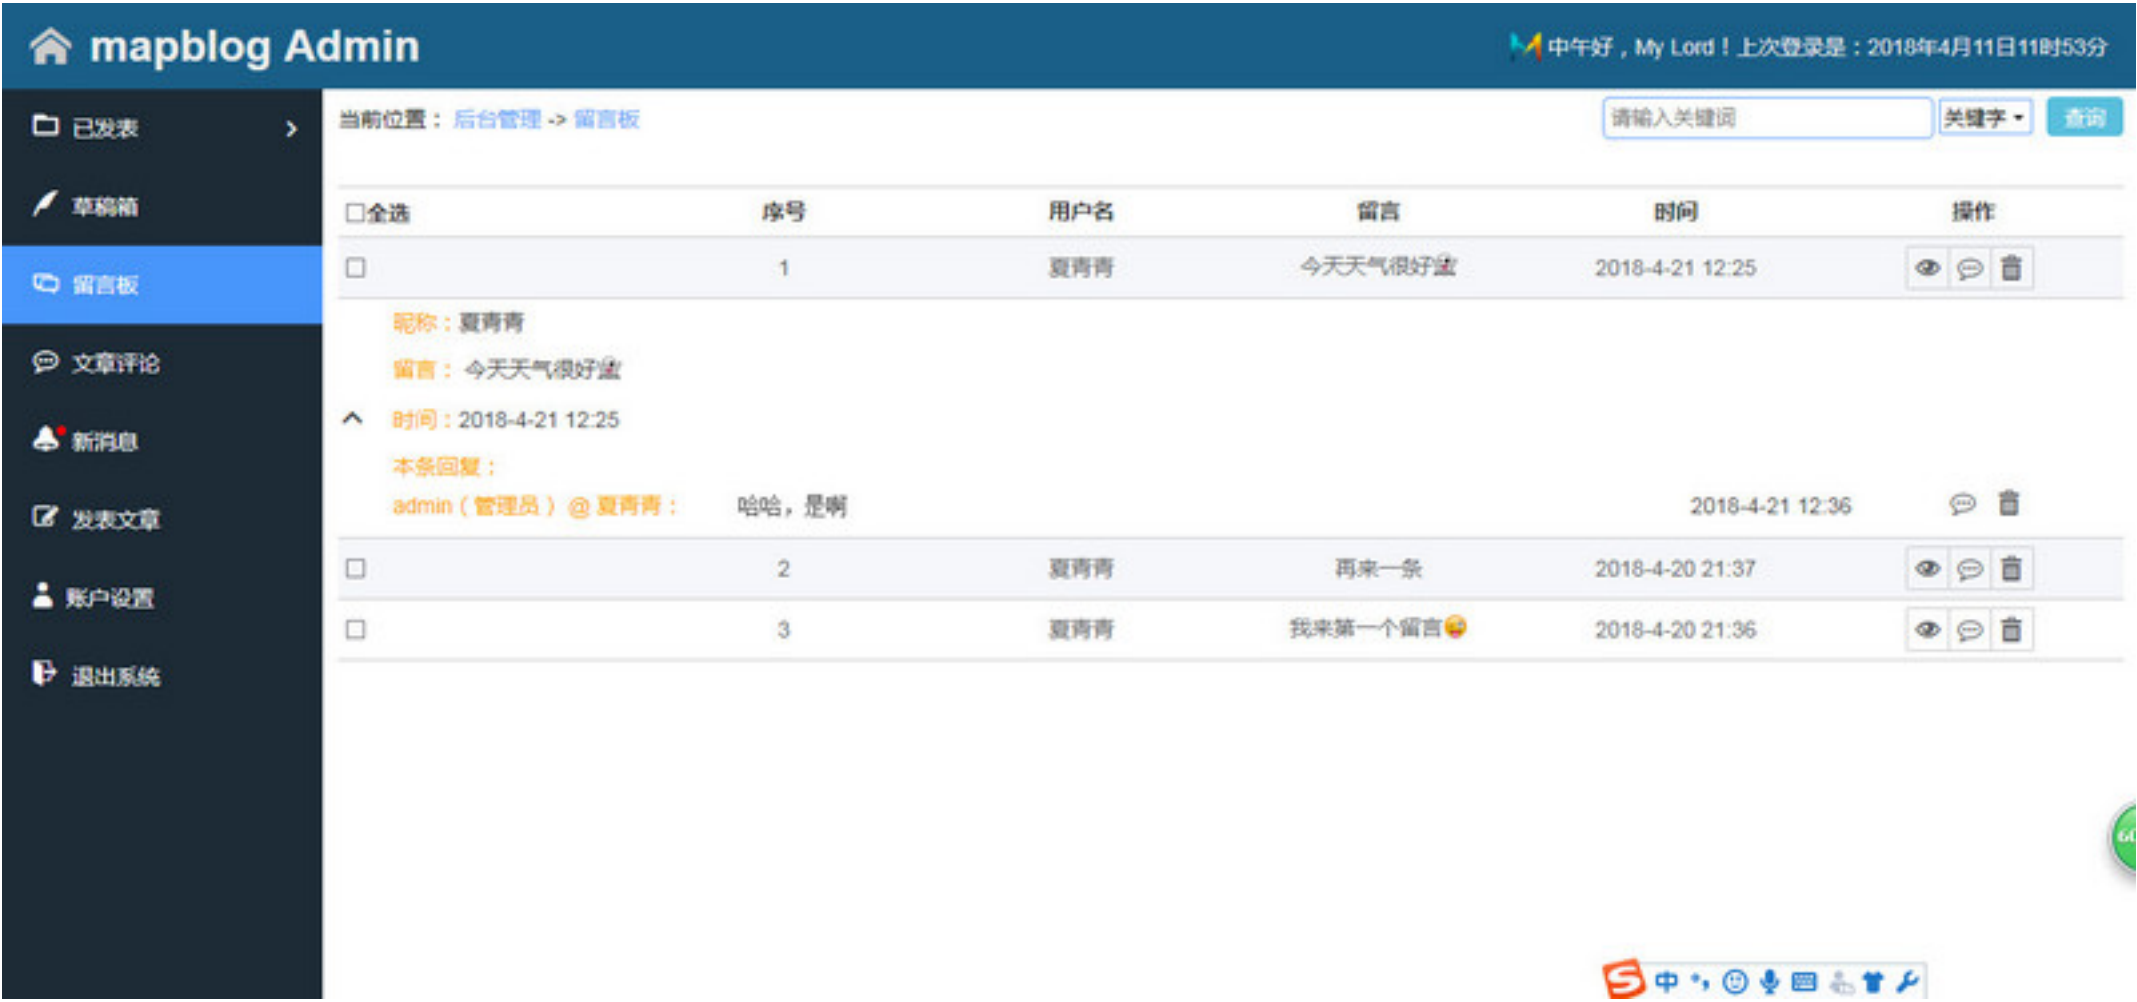 mapblog Admin
中午好，My Lord！上次登录是：2018年4月11日11时53分
已发表
草稿箱
留言板
文章评论
新消息
发表文章
账户设置
退出系统
当前位置： 后台管理 -> 留言板
请输入关键词 关键字 查询
全选 序号 用户名 留言 时间 操作
1 夏青青 今天天气很好 2018-4-21 12:25
昵称：夏青青
留言： 今天天气很好
时间：2018-4-21 12:25
本条回复：
admin（管理员）@ 夏青青： 哈哈，是啊 2018-4-21 12:36
2 夏青青 再来一条 2018-4-20 21:37
3 夏青青 我来第一个留言😜 2018-4-20 21:36
60
S 中